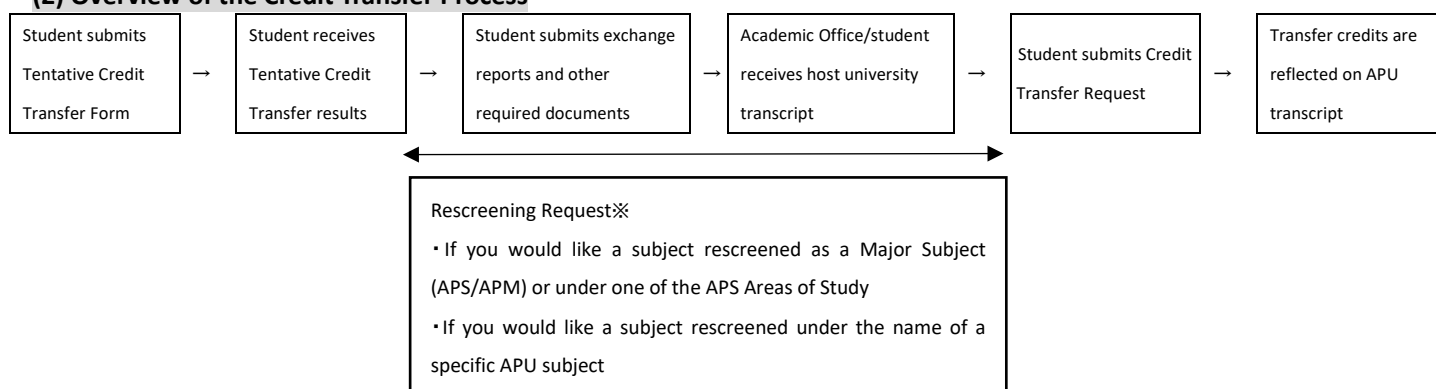 (2) Overview of the Credit Transfer Process
Student submits
Tentative Credit
Transfer Form
→
Student receives
Tentative Credit
Transfer results
→
Student submits exchange
reports and other
required documents
→
Academic Office/student
receives host university
transcript
→
Student submits Credit
Transfer Request
→
Transfer credits are
reflected on APU
transcript
Rescreening Request※
・If you would like a subject rescreened as a Major Subject
(APS/APM) or under one of the APS Areas of Study
・If you would like a subject rescreened under the name of a
specific APU subject